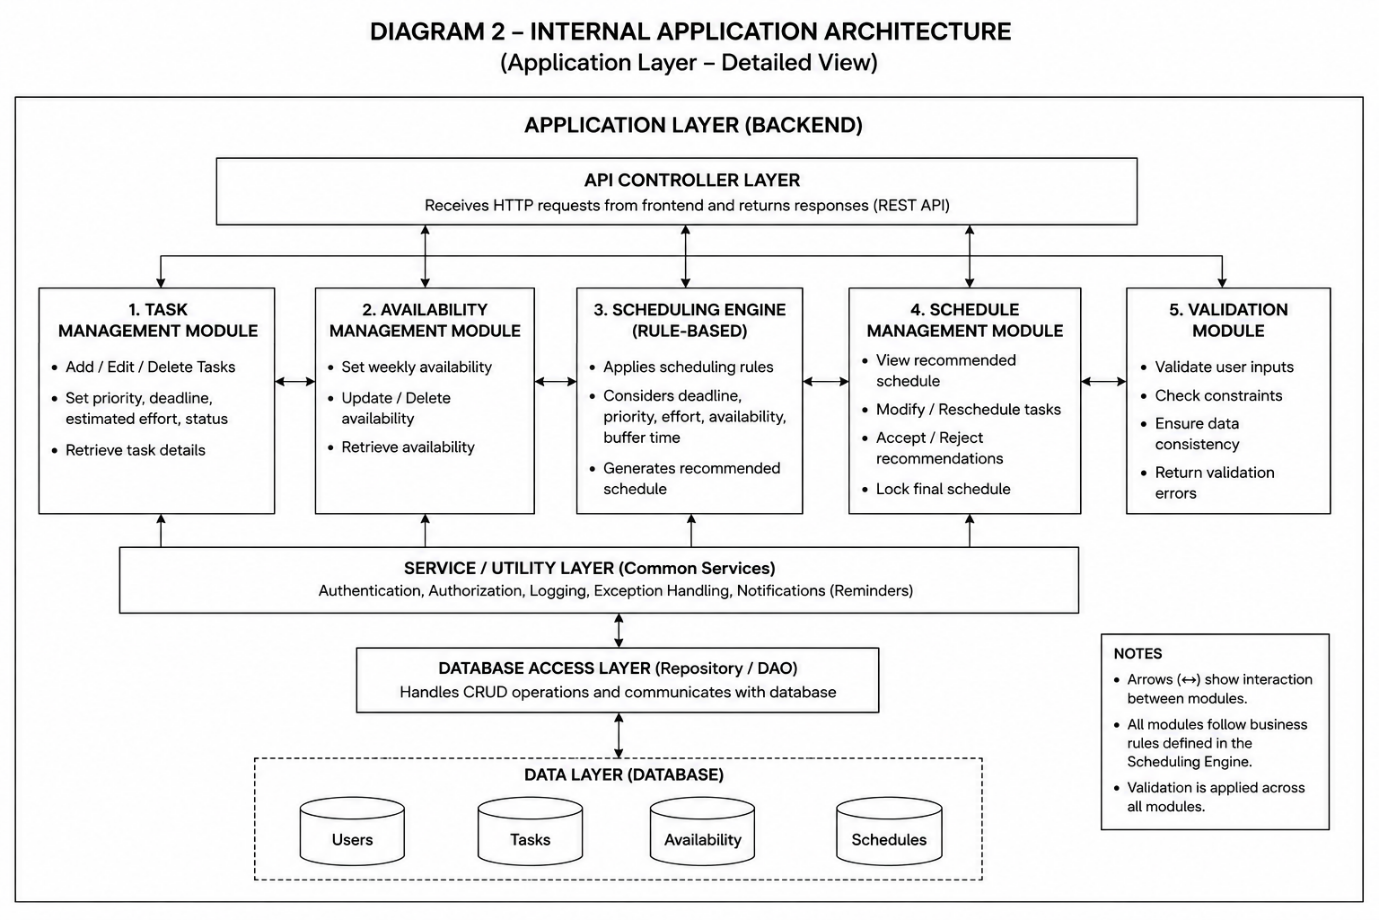 DIAGRAM 2 – INTERNAL APPLICATION ARCHITECTURE
(Application Layer – Detailed View)
APPLICATION LAYER (BACKEND)
API CONTROLLER LAYER
Receives HTTP requests from frontend and returns responses (REST API)
1. TASK
MANAGEMENT MODULE
• Add / Edit / Delete Tasks
• Set priority, deadline,
estimated effort, status
• Retrieve task details
2. AVAILABILITY
MANAGEMENT MODULE
• Set weekly availability
• Update / Delete
availability
• Retrieve availability
3. SCHEDULING ENGINE
(RULE-BASED)
• Applies scheduling rules
• Considers deadline,
priority, effort, availability,
buffer time
• Generates recommended
schedule
4. SCHEDULE
MANAGEMENT MODULE
• View recommended
schedule
• Modify / Reschedule tasks
• Accept / Reject
recommendations
• Lock final schedule
5. VALIDATION
MODULE
• Validate user inputs
• Check constraints
• Ensure data
consistency
• Return validation
errors
SERVICE / UTILITY LAYER (Common Services)
Authentication, Authorization, Logging, Exception Handling, Notifications (Reminders)
DATABASE ACCESS LAYER (Repository / DAO)
Handles CRUD operations and communicates with database
DATA LAYER (DATABASE)
Users
Tasks
Availability
Schedules
NOTES
• Arrows (↔) show interaction
between modules.
• All modules follow business
rules defined in the
Scheduling Engine.
• Validation is applied across
all modules.